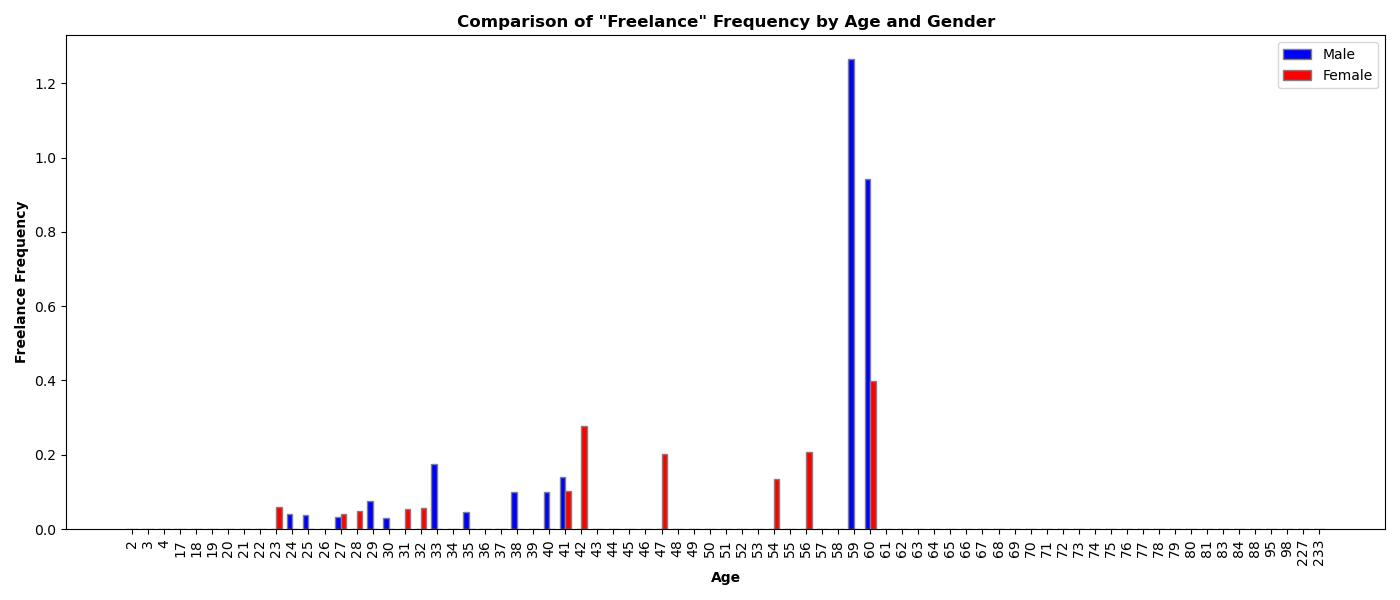 Comparison of "Freelance" Frequency by Age and Gender
Male
Female
Freelance Frequency
1.2
1.0
0.8
0.6
0.4
0.2
0.0
2 3 4 17 18 19 20 21 22 23 24 25 26 27 28 29 30 31 32 33 34 35 36 37 38 39 40 41 42 43 44 45 46 47 48 49 50 51 52 53 54 55 56 57 58 59 60 61 62 63 64 65 66 67 68 69 70 71 72 73 74 75 76 77 78 79 80 81 83 84 88 95 98 227 233
Age